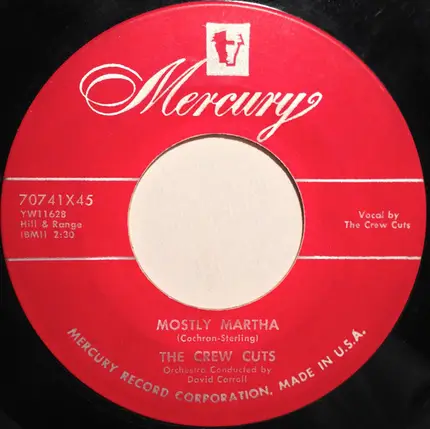 Mercury
70741X45
YW11628
Hill & Range
(BMI) 2:30
Vocal by
The Crew Cuts
MOSTLY MARTHA
(Cochron-Sterling)
THE CREW CUTS
Orchestra Conducted by
David Carroll
MERCURY RECORD CORPORATION, MADE IN U.S.A.